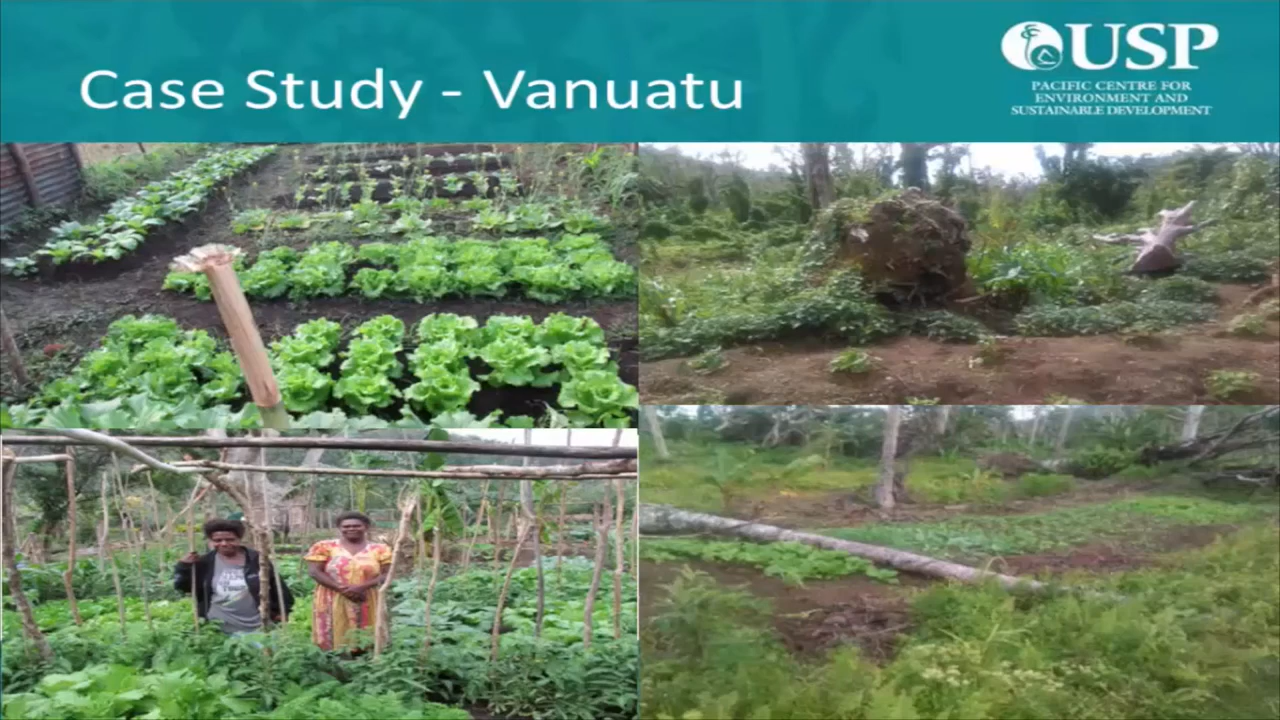 Case Study - Vanuatu
USP
PACIFIC CENTRE FOR
ENVIRONMENT AND
SUSTAINABLE DEVELOPMENT